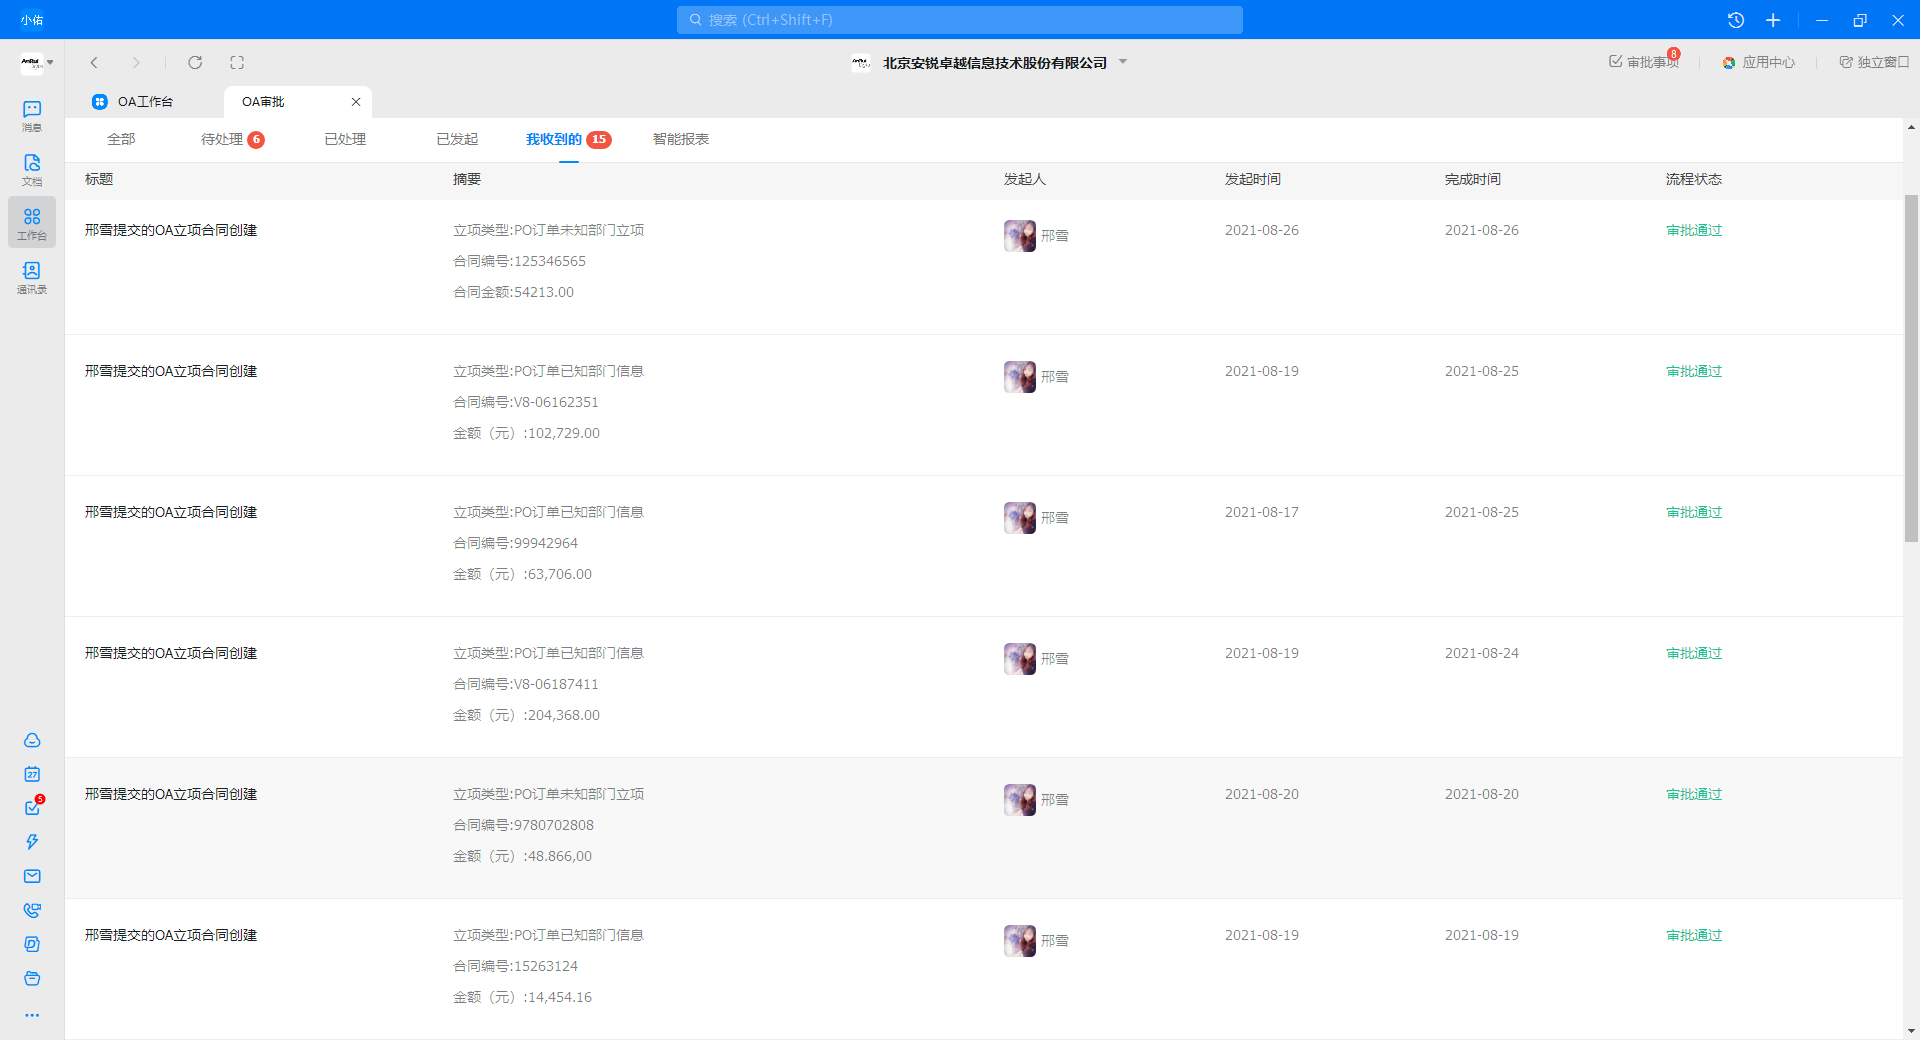 小佑
搜索 (Ctrl+Shift+F)
北京安锐卓越信息技术股份有限公司
审批事项 8
应用中心
独立窗口
OA工作台
OA审批
消息
文档
工作台
通讯录
27
5
全部
待处理 6
已处理
已发起
我收到的 15
智能报表
标题 摘要 发起人 发起时间 完成时间 流程状态
邢雪提交的OA立项合同创建 立项类型:PO订单未知部门立项 邢雪 2021-08-26 2021-08-26 审批通过
合同编号:125346565
合同金额:54213.00
邢雪提交的OA立项合同创建 立项类型:PO订单已知部门信息 邢雪 2021-08-19 2021-08-25 审批通过
合同编号:V8-06162351
金额（元）:102,729.00
邢雪提交的OA立项合同创建 立项类型:PO订单已知部门信息 邢雪 2021-08-17 2021-08-25 审批通过
合同编号:99942964
金额（元）:63,706.00
邢雪提交的OA立项合同创建 立项类型:PO订单已知部门信息 邢雪 2021-08-19 2021-08-24 审批通过
合同编号:V8-06187411
金额（元）:204,368.00
邢雪提交的OA立项合同创建 立项类型:PO订单未知部门立项 邢雪 2021-08-20 2021-08-20 审批通过
合同编号:9780702808
金额（元）:48.866,00
邢雪提交的OA立项合同创建 立项类型:PO订单已知部门信息 邢雪 2021-08-19 2021-08-19 审批通过
合同编号:15263124
金额（元）:14,454.16